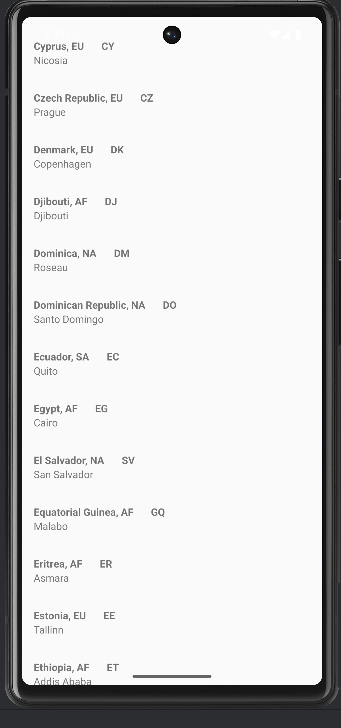 Cyprus, EU CY
Nicosia
Czech Republic, EU CZ
Prague
Denmark, EU DK
Copenhagen
Djibouti, AF DJ
Djibouti
Dominica, NA DM
Roseau
Dominican Republic, NA DO
Santo Domingo
Ecuador, SA EC
Quito
Egypt, AF EG
Cairo
El Salvador, NA SV
San Salvador
Equatorial Guinea, AF GQ
Malabo
Eritrea, AF ER
Asmara
Estonia, EU EE
Tallinn
Ethiopia, AF ET
Addis Ababa